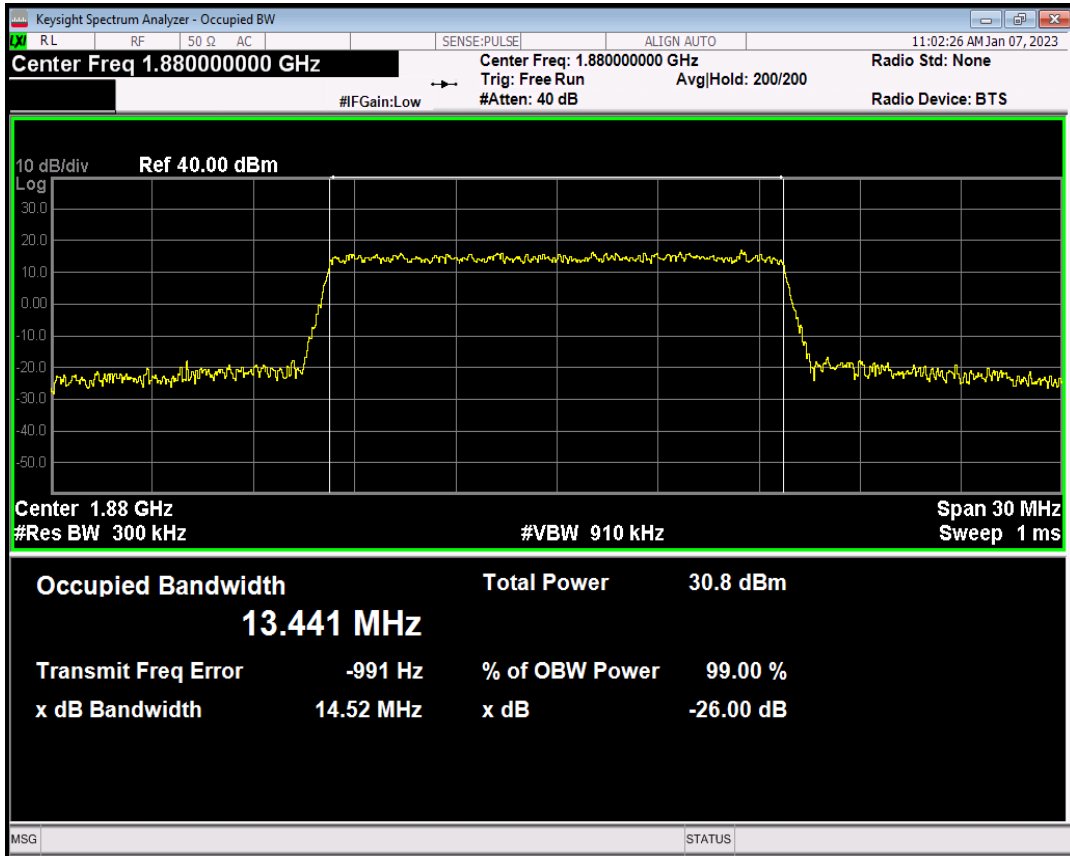 Keysight Spectrum Analyzer - Occupied BW
LXI RL RF 50 Ω AC SENSE:PULSE ALIGN AUTO 11:02:26 AM Jan 07, 2023
Center Freq 1.880000000 GHz
Center Freq: 1.880000000 GHz Radio Std: None
Trig: Free Run Avg|Hold: 200/200
#IFGain:Low #Atten: 40 dB Radio Device: BTS
10 dB/div Ref 40.00 dBm
Log
30.0
20.0
10.0
0.00
-10.0
-20.0
-30.0
-40.0
-50.0
Center 1.88 GHz Span 30 MHz
#Res BW 300 kHz #VBW 910 kHz Sweep 1 ms
Occupied Bandwidth Total Power 30.8 dBm
13.441 MHz
Transmit Freq Error -991 Hz % of OBW Power 99.00 %
x dB Bandwidth 14.52 MHz x dB -26.00 dB
MSG STATUS